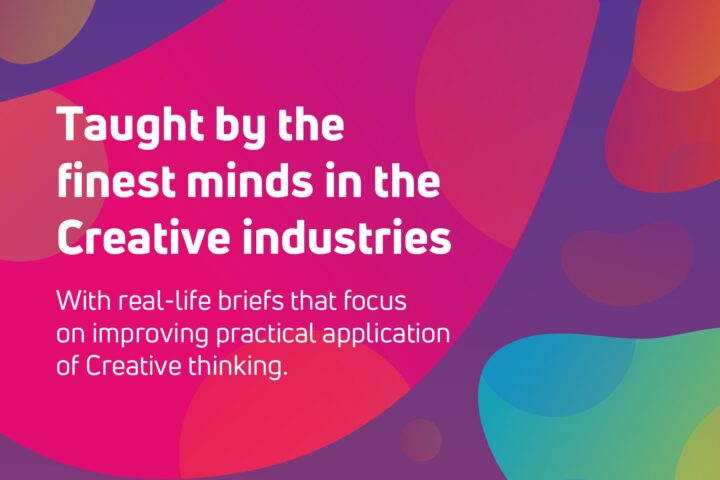 Taught by the
finest minds in the
Creative industries
With real-life briefs that focus
on improving practical application
of Creative thinking.